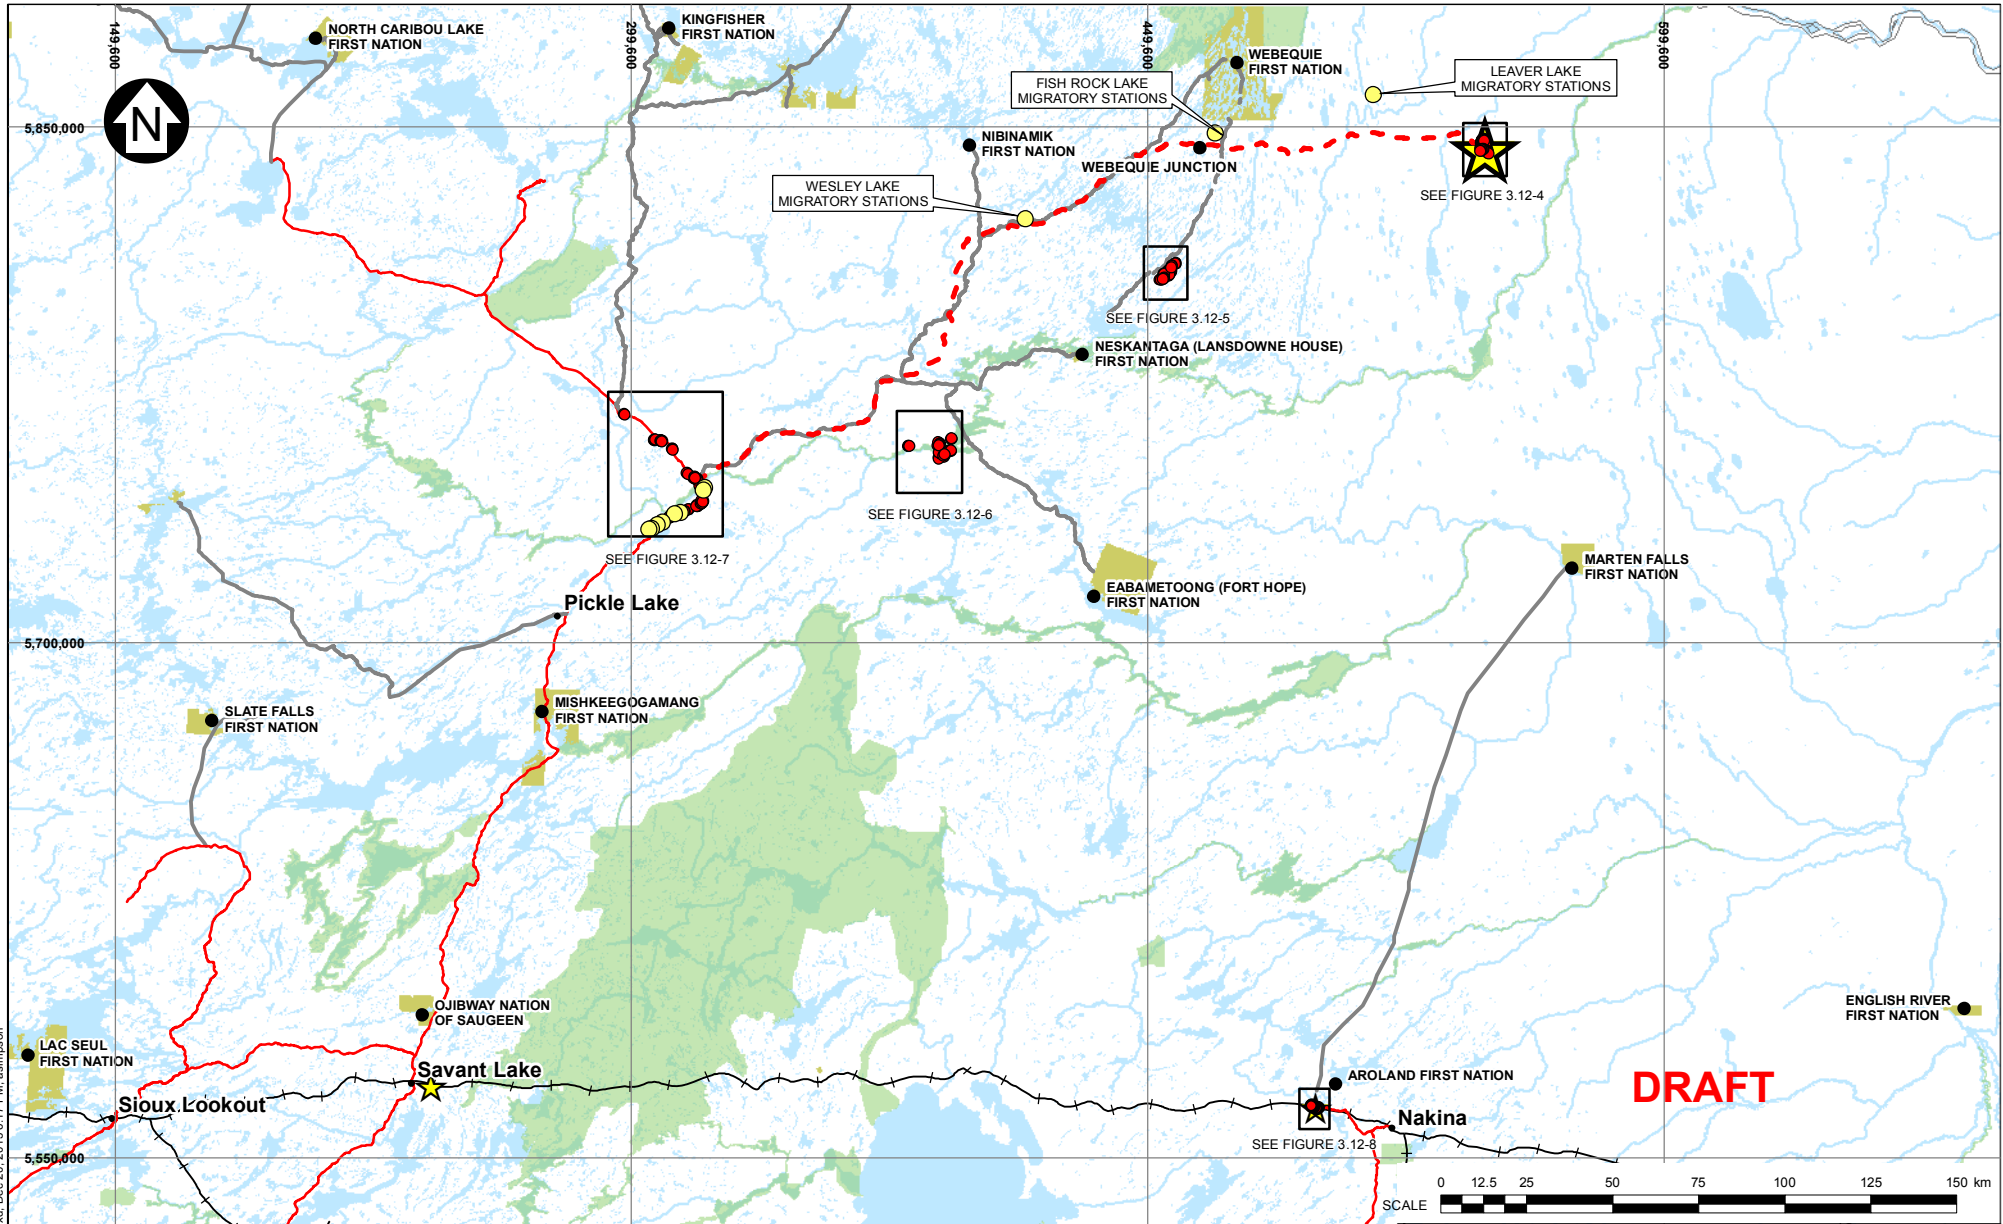 149,600
299,600
449,600
599,600
NORTH CARIBOU LAKE
FIRST NATION
KINGFISHER
FIRST NATION
WEBEQUIE
FIRST NATION
FISH ROCK LAKE
MIGRATORY STATIONS
LEAVER LAKE
MIGRATORY STATIONS
N
5,850,000
NIBINAMIK
FIRST NATION
WEBEQUIE JUNCTION
WESLEY LAKE
MIGRATORY STATIONS
SEE FIGURE 3.12-4
SEE FIGURE 3.12-5
NESKANTAGA (LANSDOWNE HOUSE)
FIRST NATION
SEE FIGURE 3.12-6
SEE FIGURE 3.12-7
MARTEN FALLS
FIRST NATION
EABAMETOONG (FORT HOPE)
FIRST NATION
Pickle Lake
5,700,000
MISHKEEGOGAMANG
FIRST NATION
SLATE FALLS
FIRST NATION
OJIBWAY NATION
OF SAUGEEN
ENGLISH RIVER
FIRST NATION
LAC SEUL
FIRST NATION
Savant Lake
AROLAND FIRST NATION
DRAFT
Sioux Lookout
Nakina
SEE FIGURE 3.12-8
5,550,000
SCALE
0 12.5 25 50 75 100 125 150 km